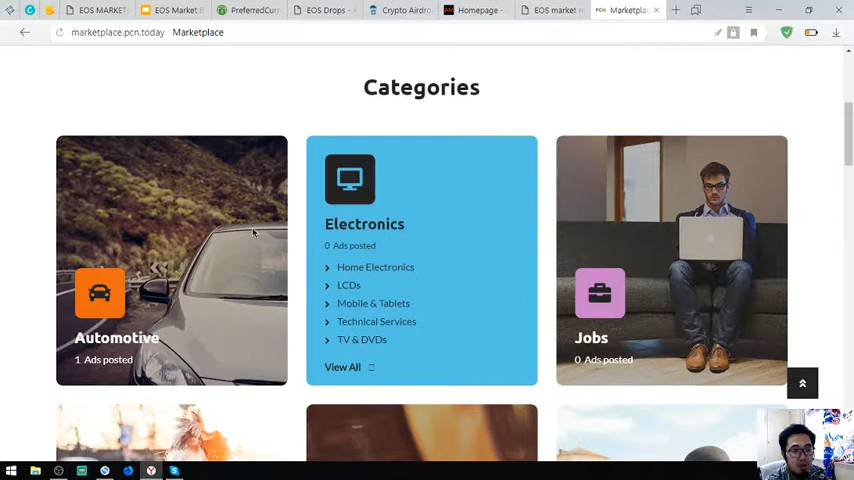 EOS MARKET
EOS Market B
PreferredCurr
EOS Drops - A
Crypto Airdro
Homepage -
EOS market n
PCN Marketplac
marketplace.pcn.today Marketplace
Categories
Electronics
0 Ads posted
Home Electronics
LCDs
Mobile & Tablets
Technical Services
TV & DVDs
View All
Automotive
1 Ads posted
Jobs
0 Ads posted